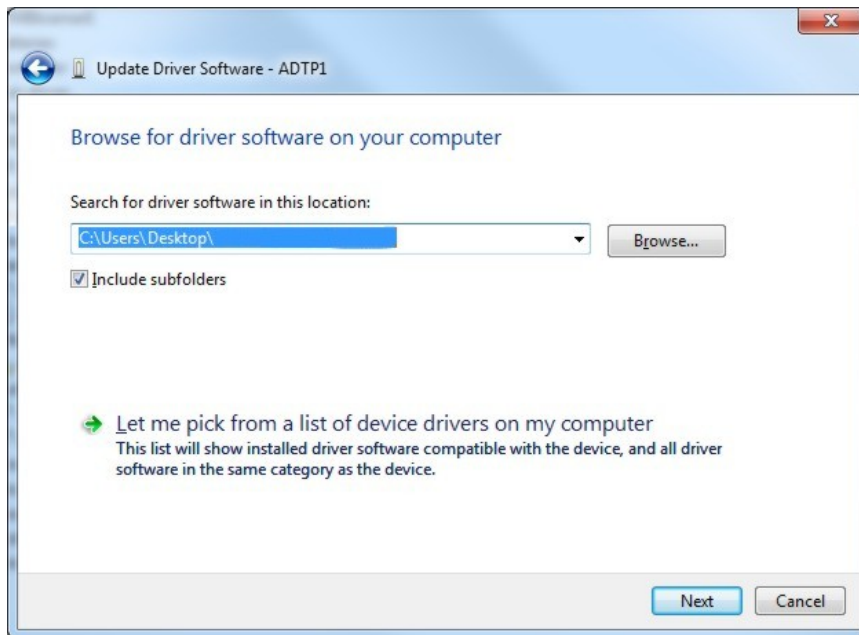 Update Driver Software - ADTP1
Browse for driver software on your computer
Search for driver software in this location:
C:\Users\Desktop\
Browse...
Include subfolders
Let me pick from a list of device drivers on my computer
This list will show installed driver software compatible with the device, and all driver
software in the same category as the device.
Next
Cancel